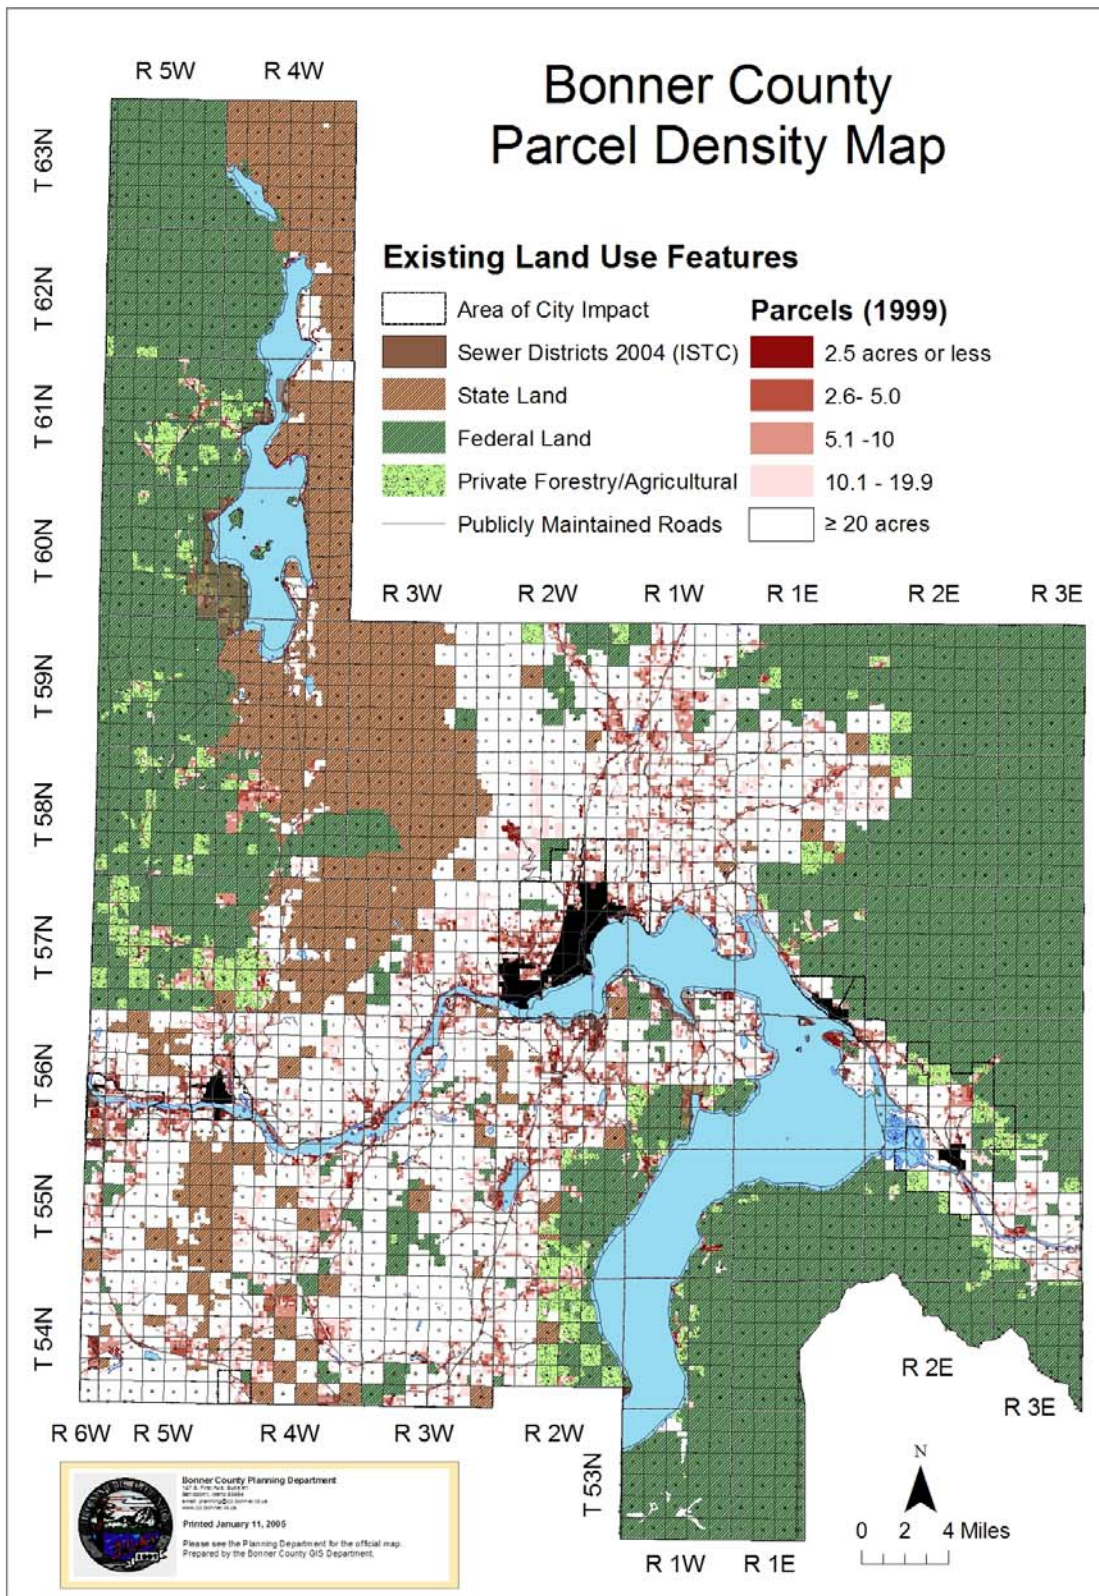 Bonner County
Parcel Density Map
R 5W R 4W
T 63N
T 62N
T 61N
T 60N
T 59N
T 58N
T 57N
T 56N
T 55N
T 54N
Existing Land Use Features
Area of City Impact
Sewer Districts 2004 (ISTC)
State Land
Federal Land
Private Forestry/Agricultural
Publicly Maintained Roads
Parcels (1999)
2.5 acres or less
2.6- 5.0
5.1 -10
10.1 - 19.9
≥ 20 acres
R 3W R 2W R 1W R 1E R 2E R 3E
R 2E
R 3E
R 6W R 5W R 4W R 3W R 2W
T 53N
R 1W R 1E
N
0 2 4 Miles
Bonner County Planning Department
Printed January 11, 2005
Please see the Planning Department for the official map.
Prepared by the Bonner County GIS Department.